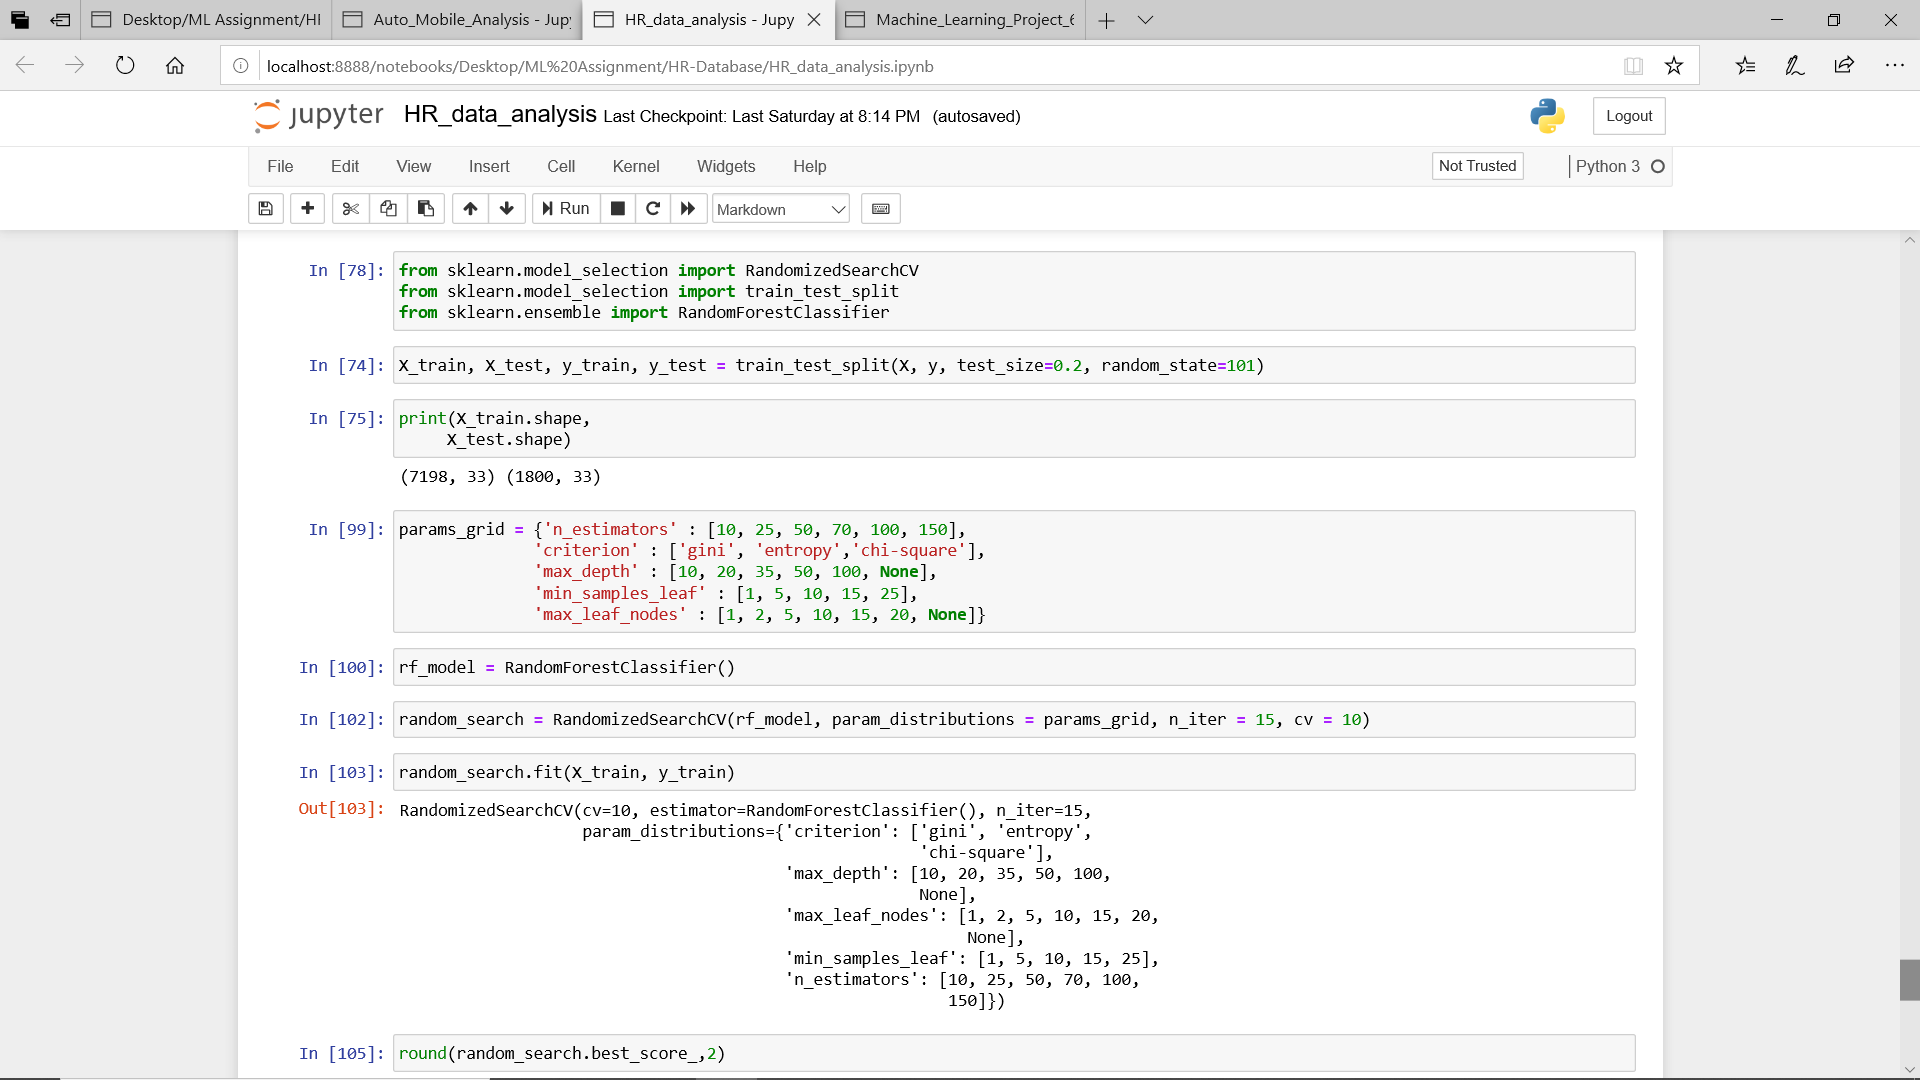 Desktop/ML Assignment/HI
Auto_Mobile_Analysis - Jupy
HR_data_analysis - Jupy
Machine_Learning_Project_6
localhost:8888/notebooks/Desktop/ML%20Assignment/HR-Database/HR_data_analysis.ipynb
jupyter HR_data_analysis Last Checkpoint: Last Saturday at 8:14 PM (autosaved)
Logout
File Edit View Insert Cell Kernel Widgets Help
Not Trusted
Python 3
Run
Markdown
In [78]: from sklearn.model_selection import RandomizedSearchCV
from sklearn.model_selection import train_test_split
from sklearn.ensemble import RandomForestClassifier
In [74]: X_train, X_test, y_train, y_test = train_test_split(X, y, test_size=0.2, random_state=101)
In [75]: print(X_train.shape,
X_test.shape)
(7198, 33) (1800, 33)
In [99]: params_grid = {'n_estimators' : [10, 25, 50, 70, 100, 150],
'criterion' : ['gini', 'entropy','chi-square'],
'max_depth' : [10, 20, 35, 50, 100, None],
'min_samples_leaf' : [1, 5, 10, 15, 25],
'max_leaf_nodes' : [1, 2, 5, 10, 15, 20, None]}
In [100]: rf_model = RandomForestClassifier()
In [102]: random_search = RandomizedSearchCV(rf_model, param_distributions = params_grid, n_iter = 15, cv = 10)
In [103]: random_search.fit(X_train, y_train)
Out[103]: RandomizedSearchCV(cv=10, estimator=RandomForestClassifier(), n_iter=15,
param_distributions={'criterion': ['gini', 'entropy',
'chi-square'],
'max_depth': [10, 20, 35, 50, 100,
None],
'max_leaf_nodes': [1, 2, 5, 10, 15, 20,
None],
'min_samples_leaf': [1, 5, 10, 15, 25],
'n_estimators': [10, 25, 50, 70, 100,
150]})
In [105]: round(random_search.best_score_,2)